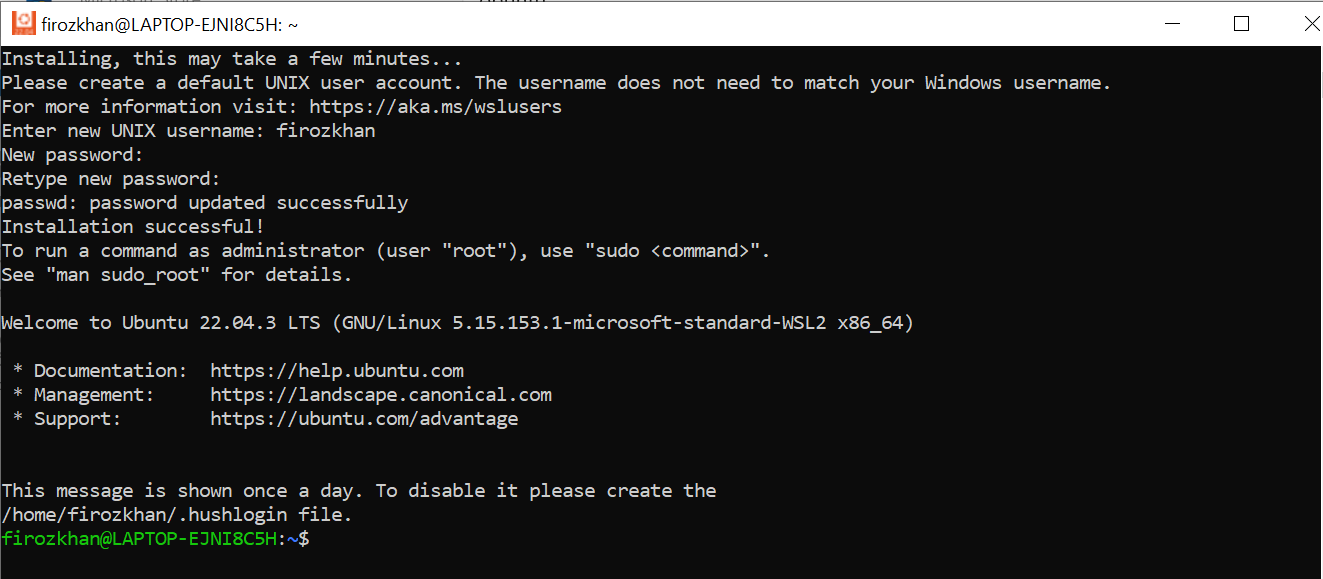 firozkhan@LAPTOP-EJNI8C5H: ~
Installing, this may take a few minutes...
Please create a default UNIX user account. The username does not need to match your Windows username.
For more information visit: https://aka.ms/wslusers
Enter new UNIX username: firozkhan
New password:
Retype new password:
passwd: password updated successfully
Installation successful!
To run a command as administrator (user "root"), use "sudo <command>".
See "man sudo_root" for details.
Welcome to Ubuntu 22.04.3 LTS (GNU/Linux 5.15.153.1-microsoft-standard-WSL2 x86_64)
* Documentation:  https://help.ubuntu.com
* Management:     https://landscape.canonical.com
* Support:        https://ubuntu.com/advantage
This message is shown once a day. To disable it please create the
/home/firozkhan/.hushlogin file.
firozkhan@LAPTOP-EJNI8C5H:~$